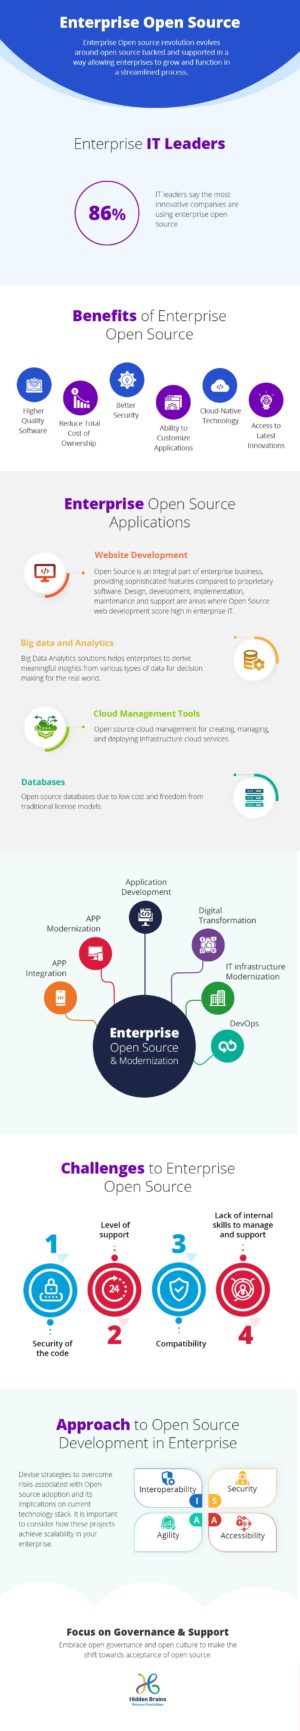 Enterprise Open Source
Enterprise Open source revolution evolves
around open source backed and supported in a
way allowing enterprises to grow and function in
a streamlined process.
Enterprise IT Leaders
86%
IT leaders say the most
innovative companies are
using enterprise open
source
Benefits of Enterprise
Open Source
Higher
Quality
Software
Reduce Total
Cost of
Ownership
Better
Security
Ability to
Customize
Applications
Cloud-Native
Technology
Access to
Latest
Innovations
Enterprise Open Source
Applications
Website Development
Open Source is an integral part of enterprise business,
providing sophisticated features compared to proprietary
software. Design, development, implementation,
maintenance and support are areas where Open Source
web development score high in enterprise IT.
Big data and Analytics
Big Data Analytics solutions helps enterprises to derive
meaningful insights from various types of data for decision
making for the real world.
Cloud Management Tools
Open source cloud management for creating, managing,
and deploying infrastructure cloud services.
Databases
Open source databases due to low cost and freedom from
traditional license models.
Application
Development
APP
Modernization
Digital
Transformation
APP
Integration
IT infrastructure
Modernization
DevOps
Enterprise
Open Source
& Modernization
Challenges to Enterprise
Open Source
1
Security of
the code
Level of
support
24
2
3
Compatibility
Lack of internal
skills to manage
and support
4
Approach to Open Source
Development in Enterprise
Devise strategies to overcome
risks associated with Open
source adoption and its
implications on current
technology stack. It is important
to consider how these projects
achieve scalability in your
enterprise.
Interoperability
I
Security
S
Agility
A
Accessibility
A
Focus on Governance & Support
Embrace open governance and open culture to make the
shift towards acceptance of open source.
Hidden Brains
Discover Possibilities